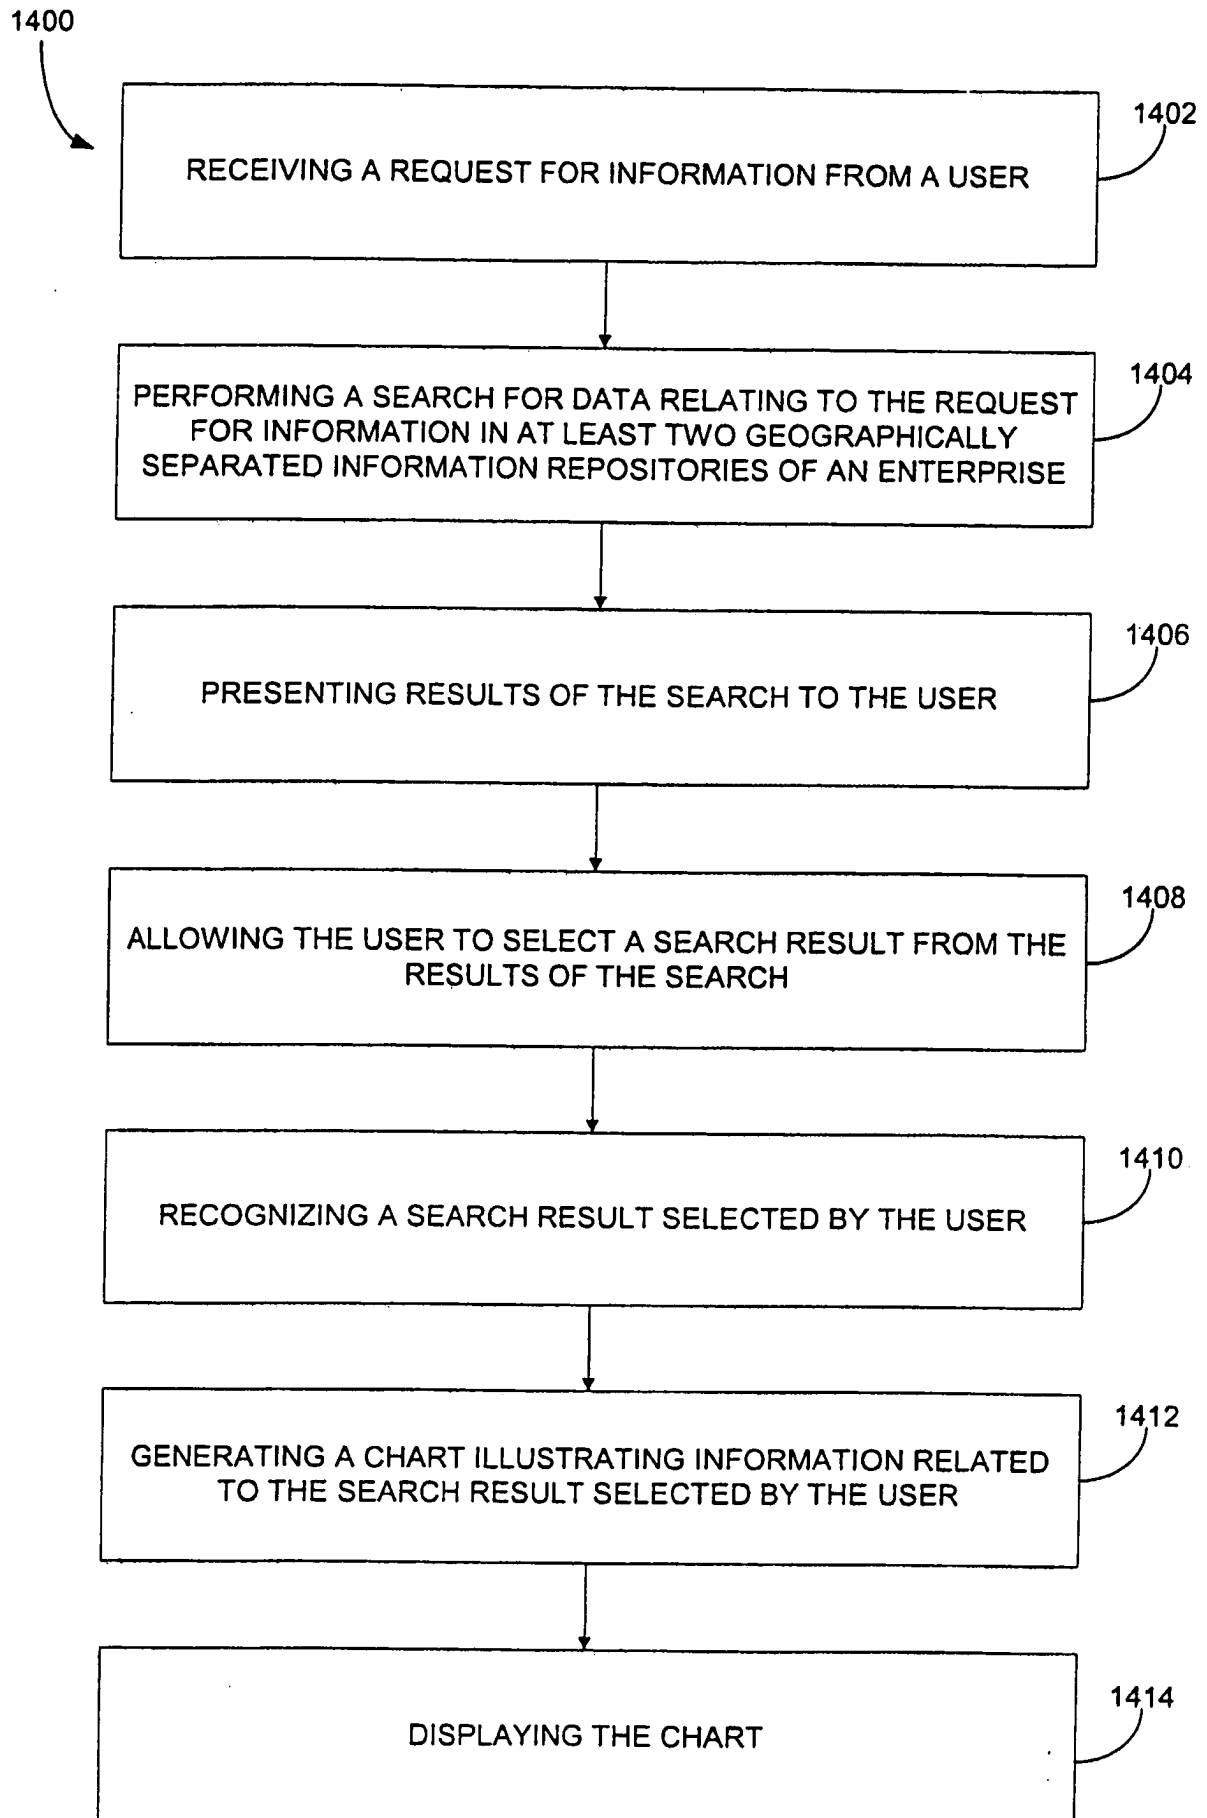 1400
1402
RECEIVING A REQUEST FOR INFORMATION FROM A USER
1404
PERFORMING A SEARCH FOR DATA RELATING TO THE REQUEST
FOR INFORMATION IN AT LEAST TWO GEOGRAPHICALLY
SEPARATED INFORMATION REPOSITORIES OF AN ENTERPRISE
1406
PRESENTING RESULTS OF THE SEARCH TO THE USER
1408
ALLOWING THE USER TO SELECT A SEARCH RESULT FROM THE
RESULTS OF THE SEARCH
1410
RECOGNIZING A SEARCH RESULT SELECTED BY THE USER
1412
GENERATING A CHART ILLUSTRATING INFORMATION RELATED
TO THE SEARCH RESULT SELECTED BY THE USER
1414
DISPLAYING THE CHART